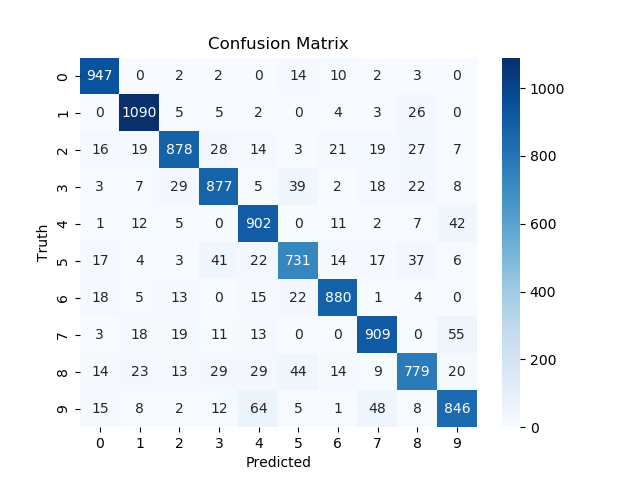 Confusion Matrix
0 947 0 2 2 0 14 10 2 3 0
1 0 1090 5 5 2 0 4 3 26 0 1000
2 16 19 878 28 14 3 21 19 27 7 800
3 3 7 29 877 5 39 2 18 22 8
4 1 12 5 0 902 0 11 2 7 42 600
Truth
5 17 4 3 41 22 731 14 17 37 6
6 18 5 13 0 15 22 880 1 4 0 400
7 3 18 19 11 13 0 0 909 0 55
8 14 23 13 29 29 44 14 9 779 20 200
9 15 8 2 12 64 5 1 48 8 846 0
0 1 2 3 4 5 6 7 8 9
Predicted